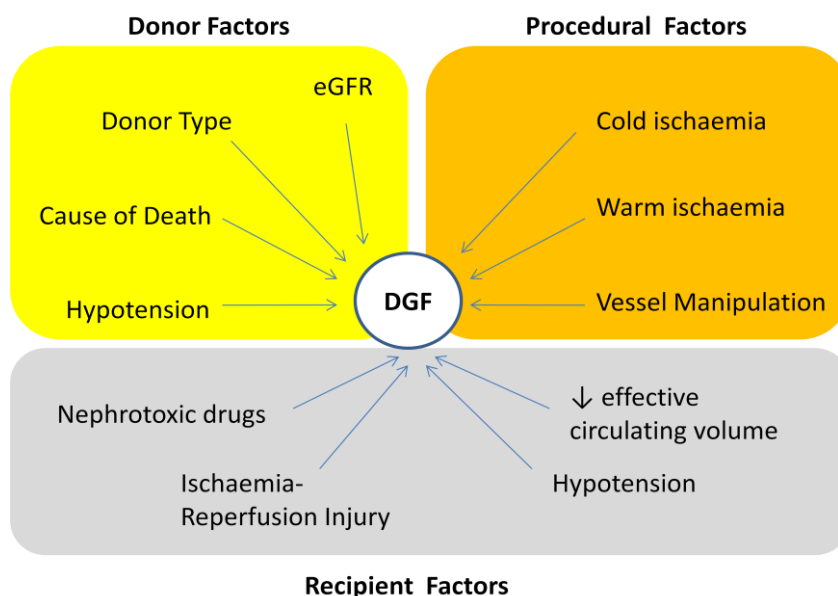 Donor Factors
Procedural Factors
eGFR
Donor Type
Cause of Death
Hypotension
Cold ischaemia
Warm ischaemia
Vessel Manipulation
DGF
Nephrotoxic drugs
Ischaemia-
Reperfusion Injury
↓ effective
circulating volume
Hypotension
Recipient Factors